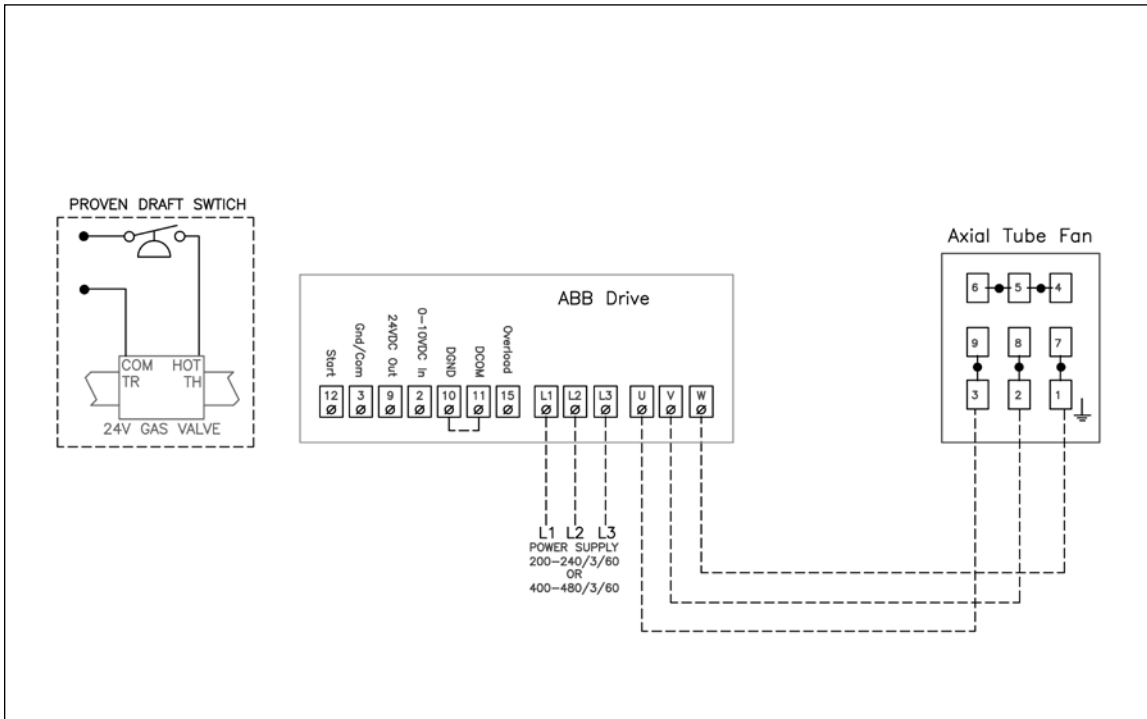 PROVEN DRAFT SWTICH
COM HOT
TR TH
24V GAS VALVE
ABB Drive
Start
Gnd/Com
24VDC Out
0-10VDC In
DGND
DCOM
Overload
12 3 9 2 10 11 15 L1 L2 L3 U V W
L1 L2 L3
POWER SUPPLY
200-240/3/60
OR
400-480/3/60
Axial Tube Fan
6 5 4
9 8 7
3 2 1